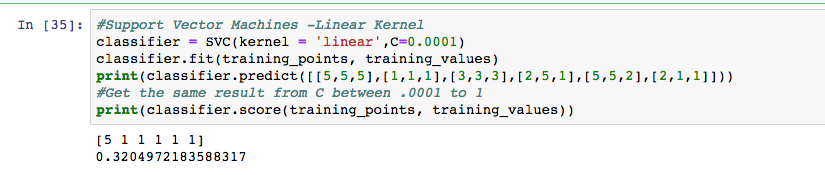 In [35]: #Support Vector Machines -Linear Kernel
classifier = SVC(kernel = 'linear',C=0.0001)
classifier.fit(training_points, training_values)
print(classifier.predict([[5,5,5],[1,1,1],[3,3,3],[2,5,1],[5,5,2],[2,1,1]]))
#Get the same result from C between .0001 to 1
print(classifier.score(training_points, training_values))
[5 1 1 1 1 1]
0.3204972183588317